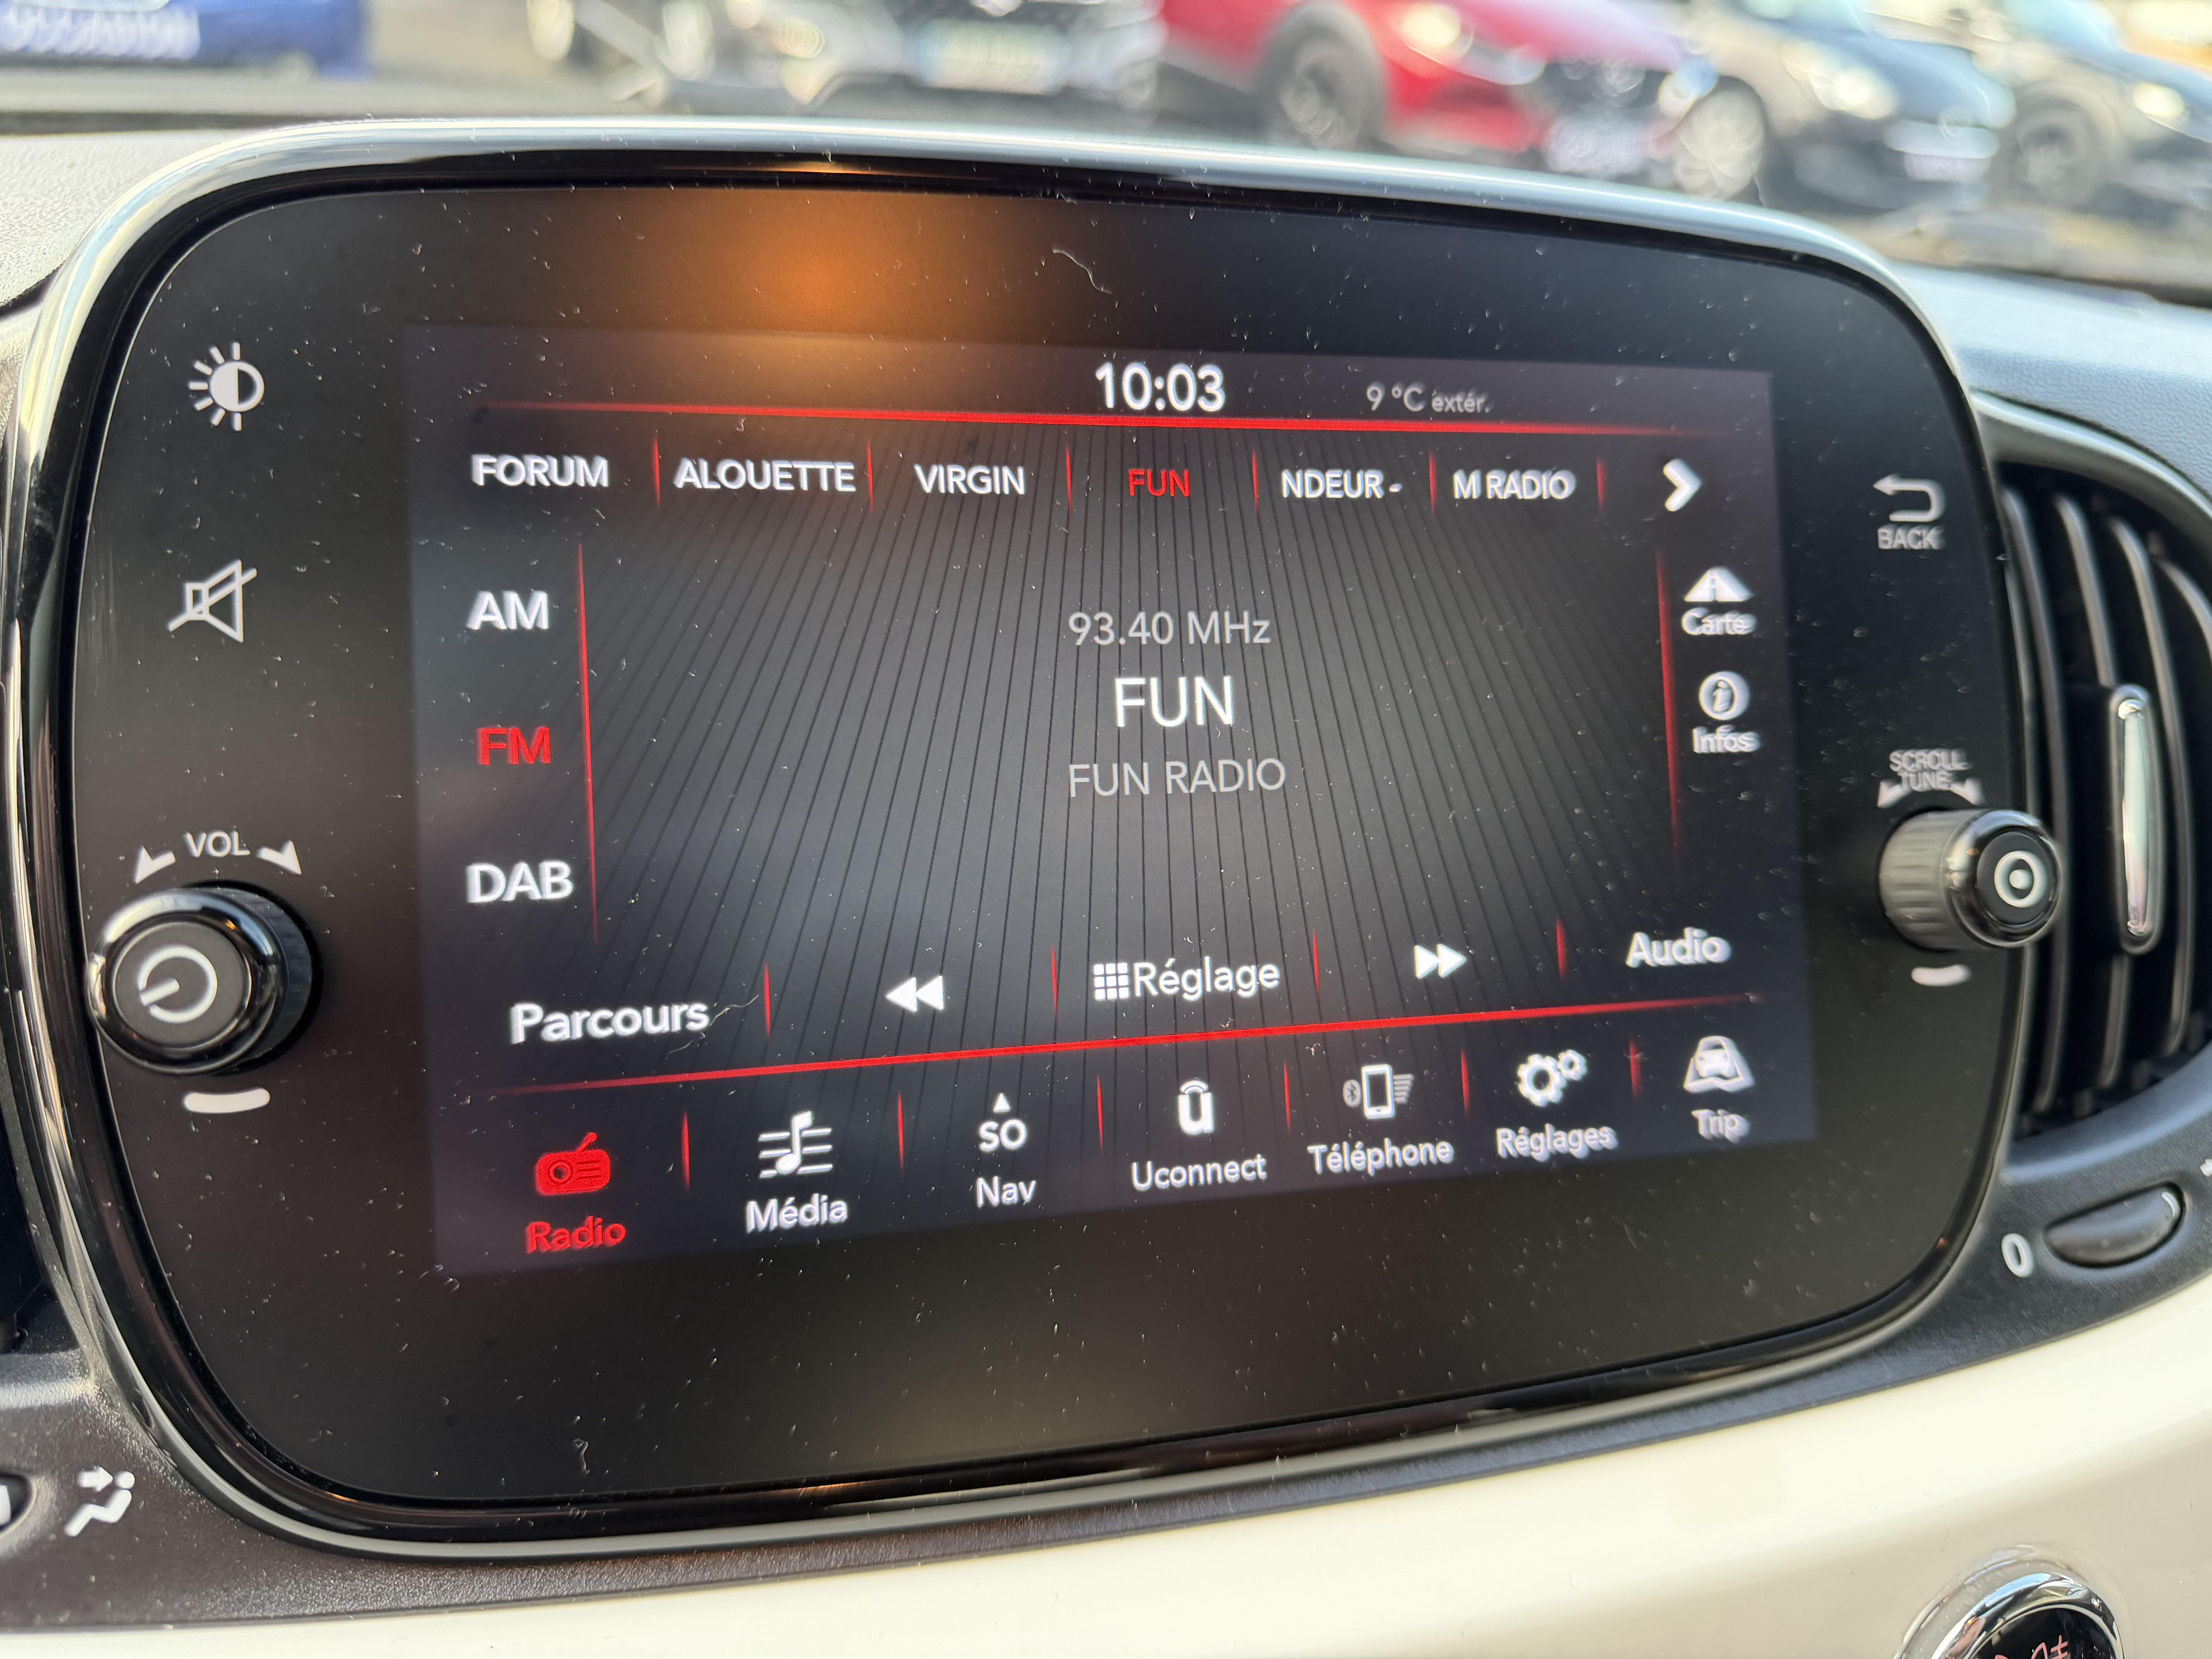 10:03 9 °C extér.
FORUM ALOUETTE VIRGIN FUN NDEUR - M RADIO
BACK
AM
Carte
93.40 MHz
FUN
FM
Infos
FUN RADIO
SCROLL
TUNE
VOL
DAB
Parcours Réglage Audio
SO
Radio Média Nav Uconnect Téléphone Réglages Trip
0